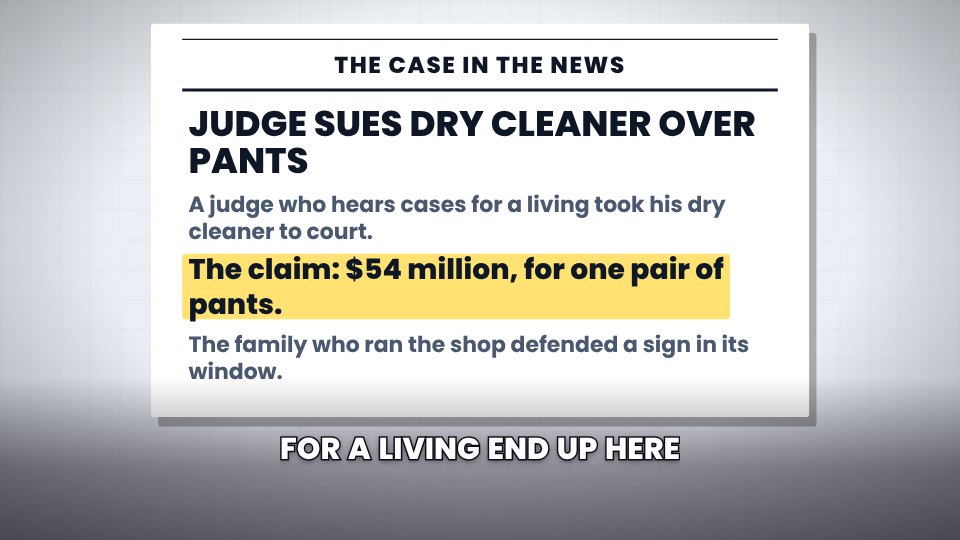 THE CASE IN THE NEWS
JUDGE SUES DRY CLEANER OVER
PANTS
A judge who hears cases for a living took his dry
cleaner to court.
The claim: $54 million, for one pair of
pants.
The family who ran the shop defended a sign in its
window.
FOR A LIVING END UP HERE